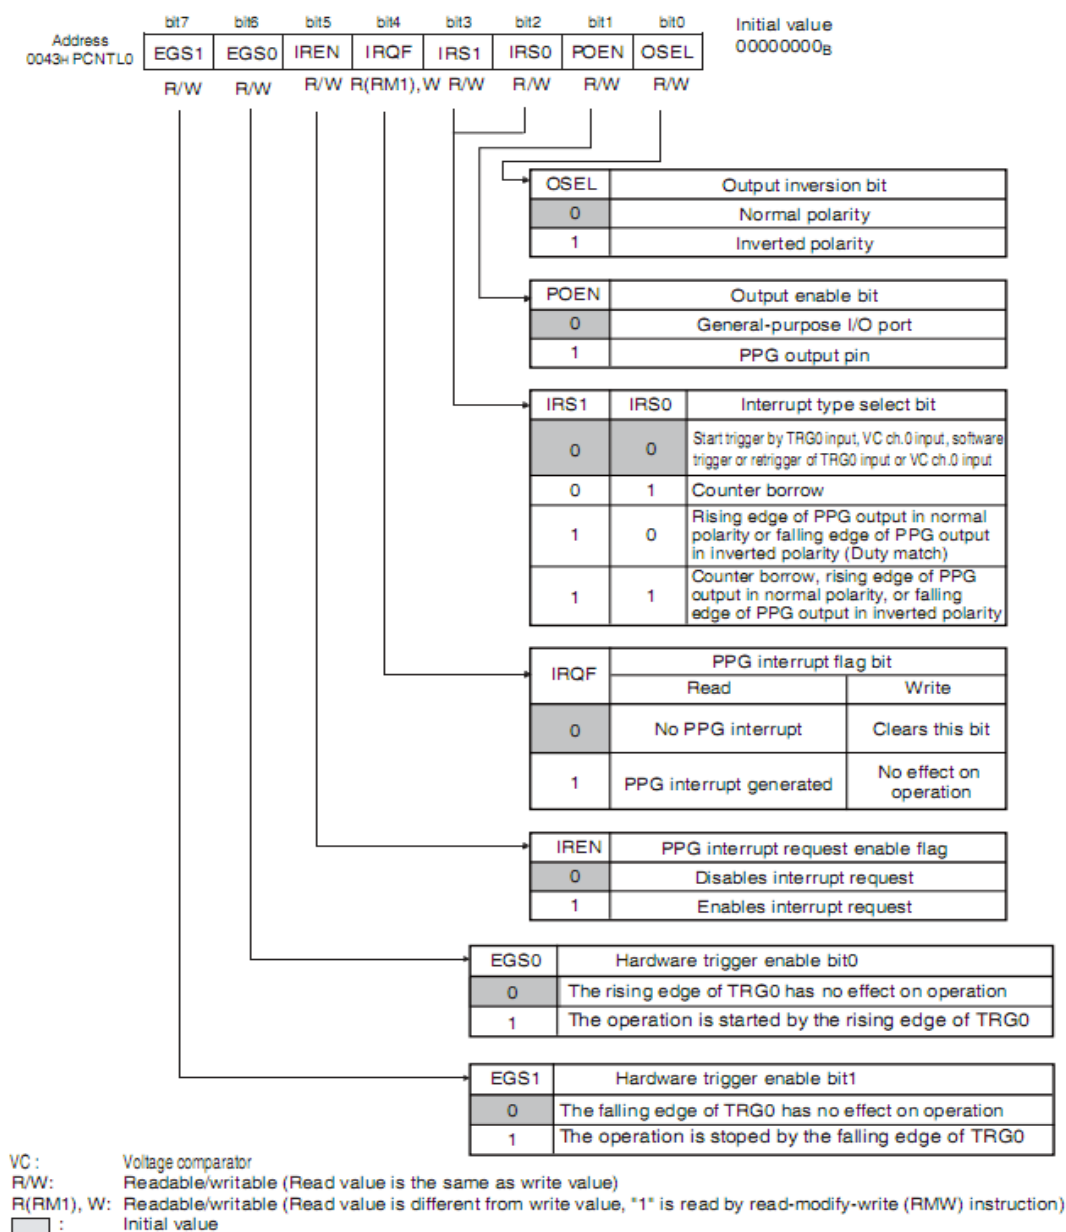 bit7 bit6 bit5 bit4 bit3 bit2 bit1 bit0 Initial value
Address
0043H PCNTL0 EGS1 EGS0 IREN IRQF IRS1 IRS0 POEN OSEL 00000000B
R/W R/W R/W R(RM1),W R/W R/W R/W R/W
OSEL Output inversion bit
0 Normal polarity
1 Inverted polarity
POEN Output enable bit
0 General-purpose I/O port
1 PPG output pin
IRS1 IRS0 Interrupt type select bit
0 0 Start trigger by TRG0 input, VC ch.0 input, software
trigger or retrigger of TRG0 input or VC ch.0 input
0 1 Counter borrow
1 0 Rising edge of PPG output in normal
polarity or falling edge of PPG output
in inverted polarity (Duty match)
1 1 Counter borrow, rising edge of PPG
output in normal polarity, or falling
edge of PPG output in inverted polarity
IRQF PPG interrupt flag bit
Read Write
0 No PPG interrupt Clears this bit
1 PPG interrupt generated No effect on
operation
IREN PPG interrupt request enable flag
0 Disables interrupt request
1 Enables interrupt request
EGS0 Hardware trigger enable bit0
0 The rising edge of TRG0 has no effect on operation
1 The operation is started by the rising edge of TRG0
EGS1 Hardware trigger enable bit1
0 The falling edge of TRG0 has no effect on operation
1 The operation is stoped by the falling edge of TRG0
VC : Voltage comparator
R/W: Readable/writable (Read value is the same as write value)
R(RM1), W: Readable/writable (Read value is different from write value, "1" is read by read-modify-write (RMW) instruction)
: Initial value